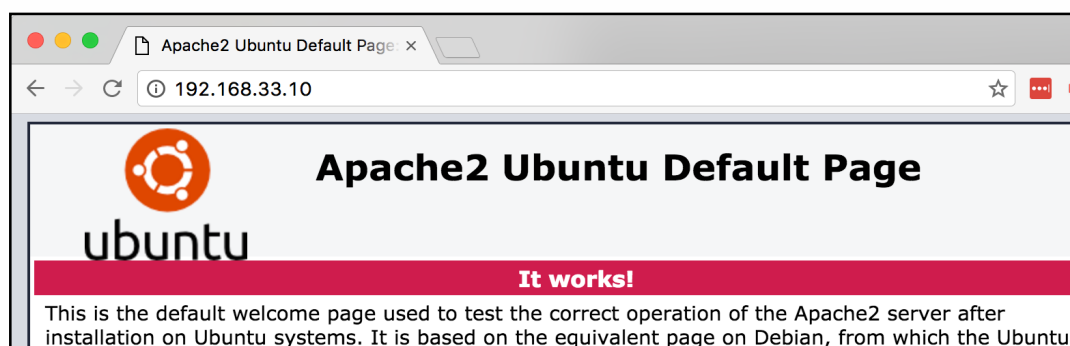 Apache2 Ubuntu Default Page:
192.168.33.10
ubuntu
Apache2 Ubuntu Default Page
It works!
This is the default welcome page used to test the correct operation of the Apache2 server after
installation on Ubuntu systems. It is based on the equivalent page on Debian, from which the Ubuntu